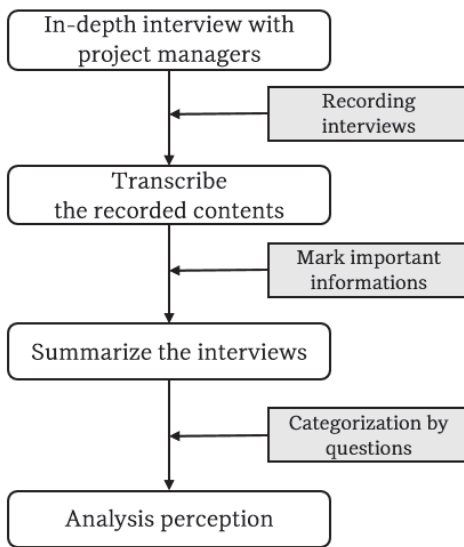 In-depth interview with
project managers
Recording
interviews
Transcribe
the recorded contents
Mark important
informations
Summarize the interviews
Categorization by
questions
Analysis perception